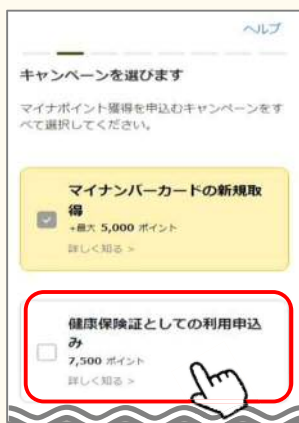 ヘルプ
キャンペーンを選びます
マイナポイント獲得を申込むキャンペーンをす
べて選択してください。
マイナンバーカードの新規取
得
+最大 5,000 ポイント
詳しく知る >
健康保険証としての利用申込
み
7,500 ポイント
詳しく知る >